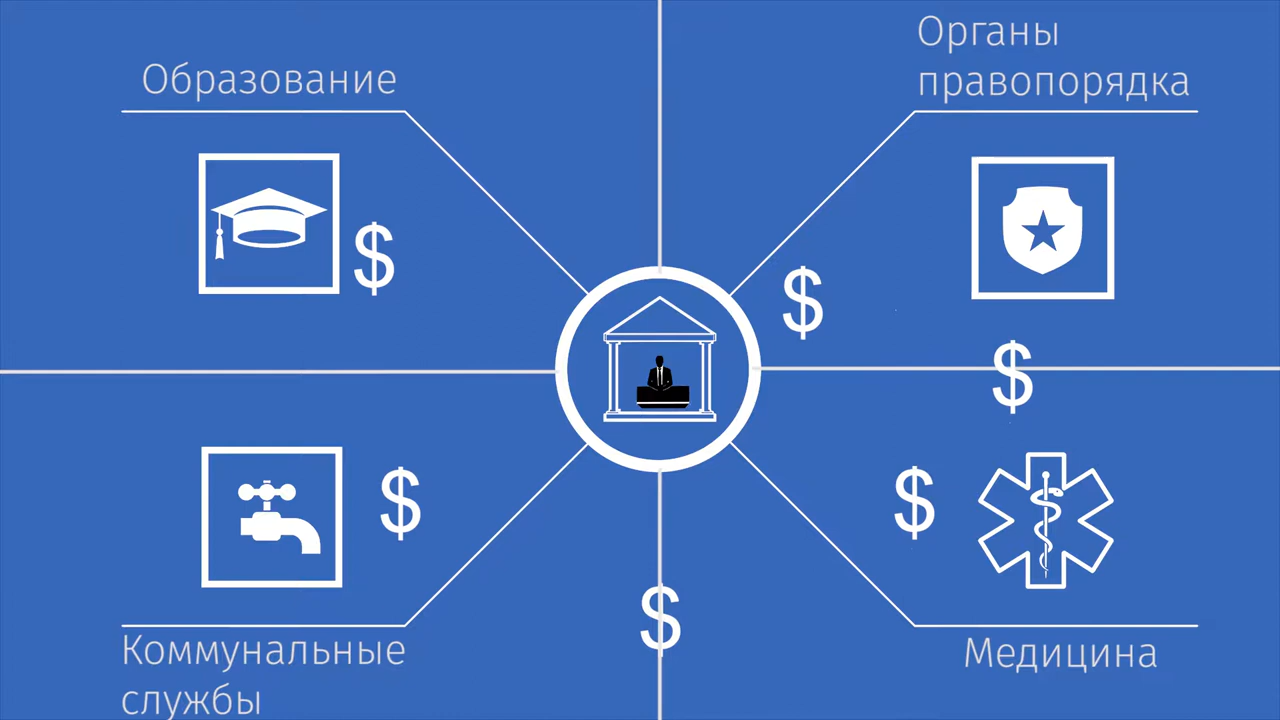 Образование
Органы
правопорядка
$
$
$
$
$
$
Коммунальные
службы
Медицина